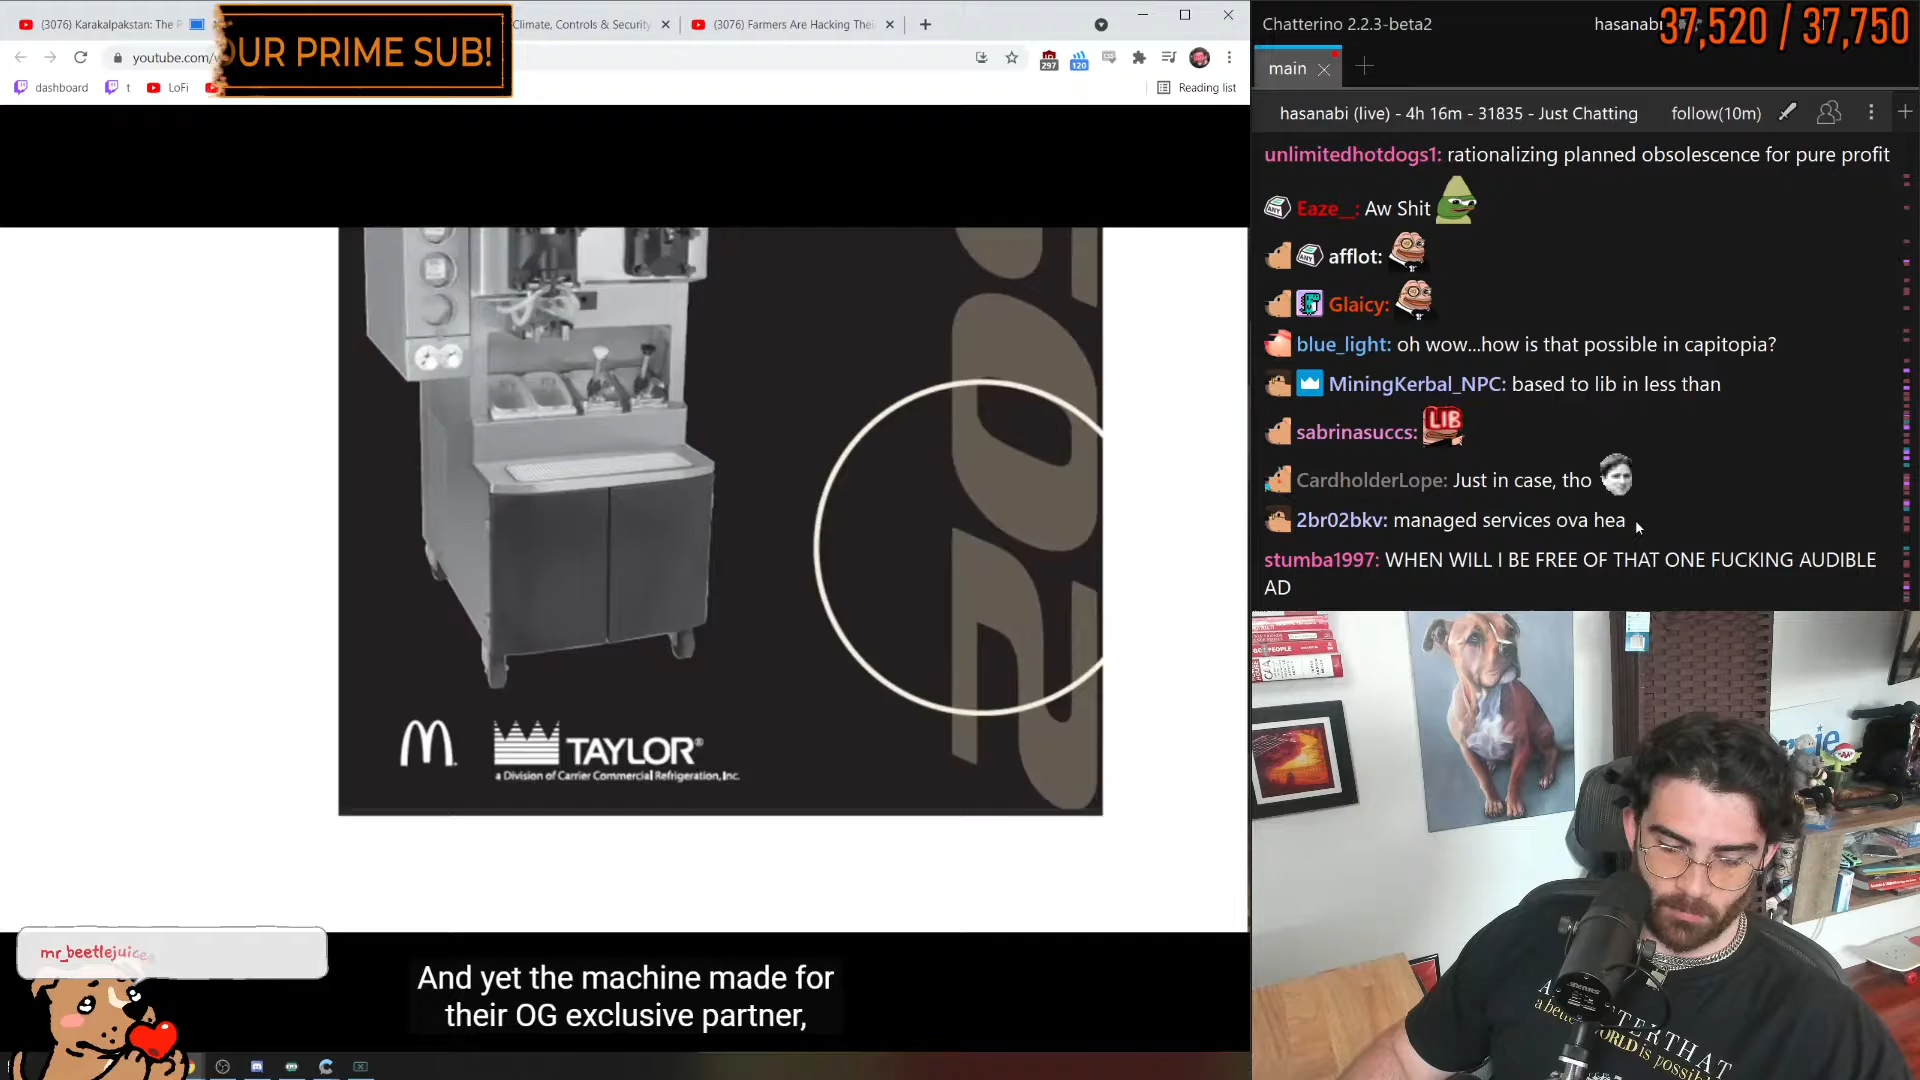 (3076) Karakalpakstan: The P
Climate, Controls & Security
(3076) Farmers Are Hacking Thei
OUR PRIME SUB!
youtube.com/
297
120
dashboard
t
LoFi
Reading list
Chatterino 2.2.3-beta2
hasanabi
37,520 / 37,750
main
hasanabi (live) - 4h 16m - 31835 - Just Chatting
follow(10m)
unlimitedhotdogs1: rationalizing planned obsolescence for pure profit
Eaze__: Aw Shit
afflot:
Glaicy:
blue_light: oh wow...how is that possible in capitopia?
MiningKerbal_NPC: based to lib in less than
sabrinasuccs: LIB
CardholderLope: Just in case, tho
2br02bkv: managed services ova hea
stumba1997: WHEN WILL I BE FREE OF THAT ONE FUCKING AUDIBLE
AD
TAYLOR®
a Division of Carrier Commercial Refrigeration, Inc.
mr_beetlejuice
And yet the machine made for
their OG exclusive partner,